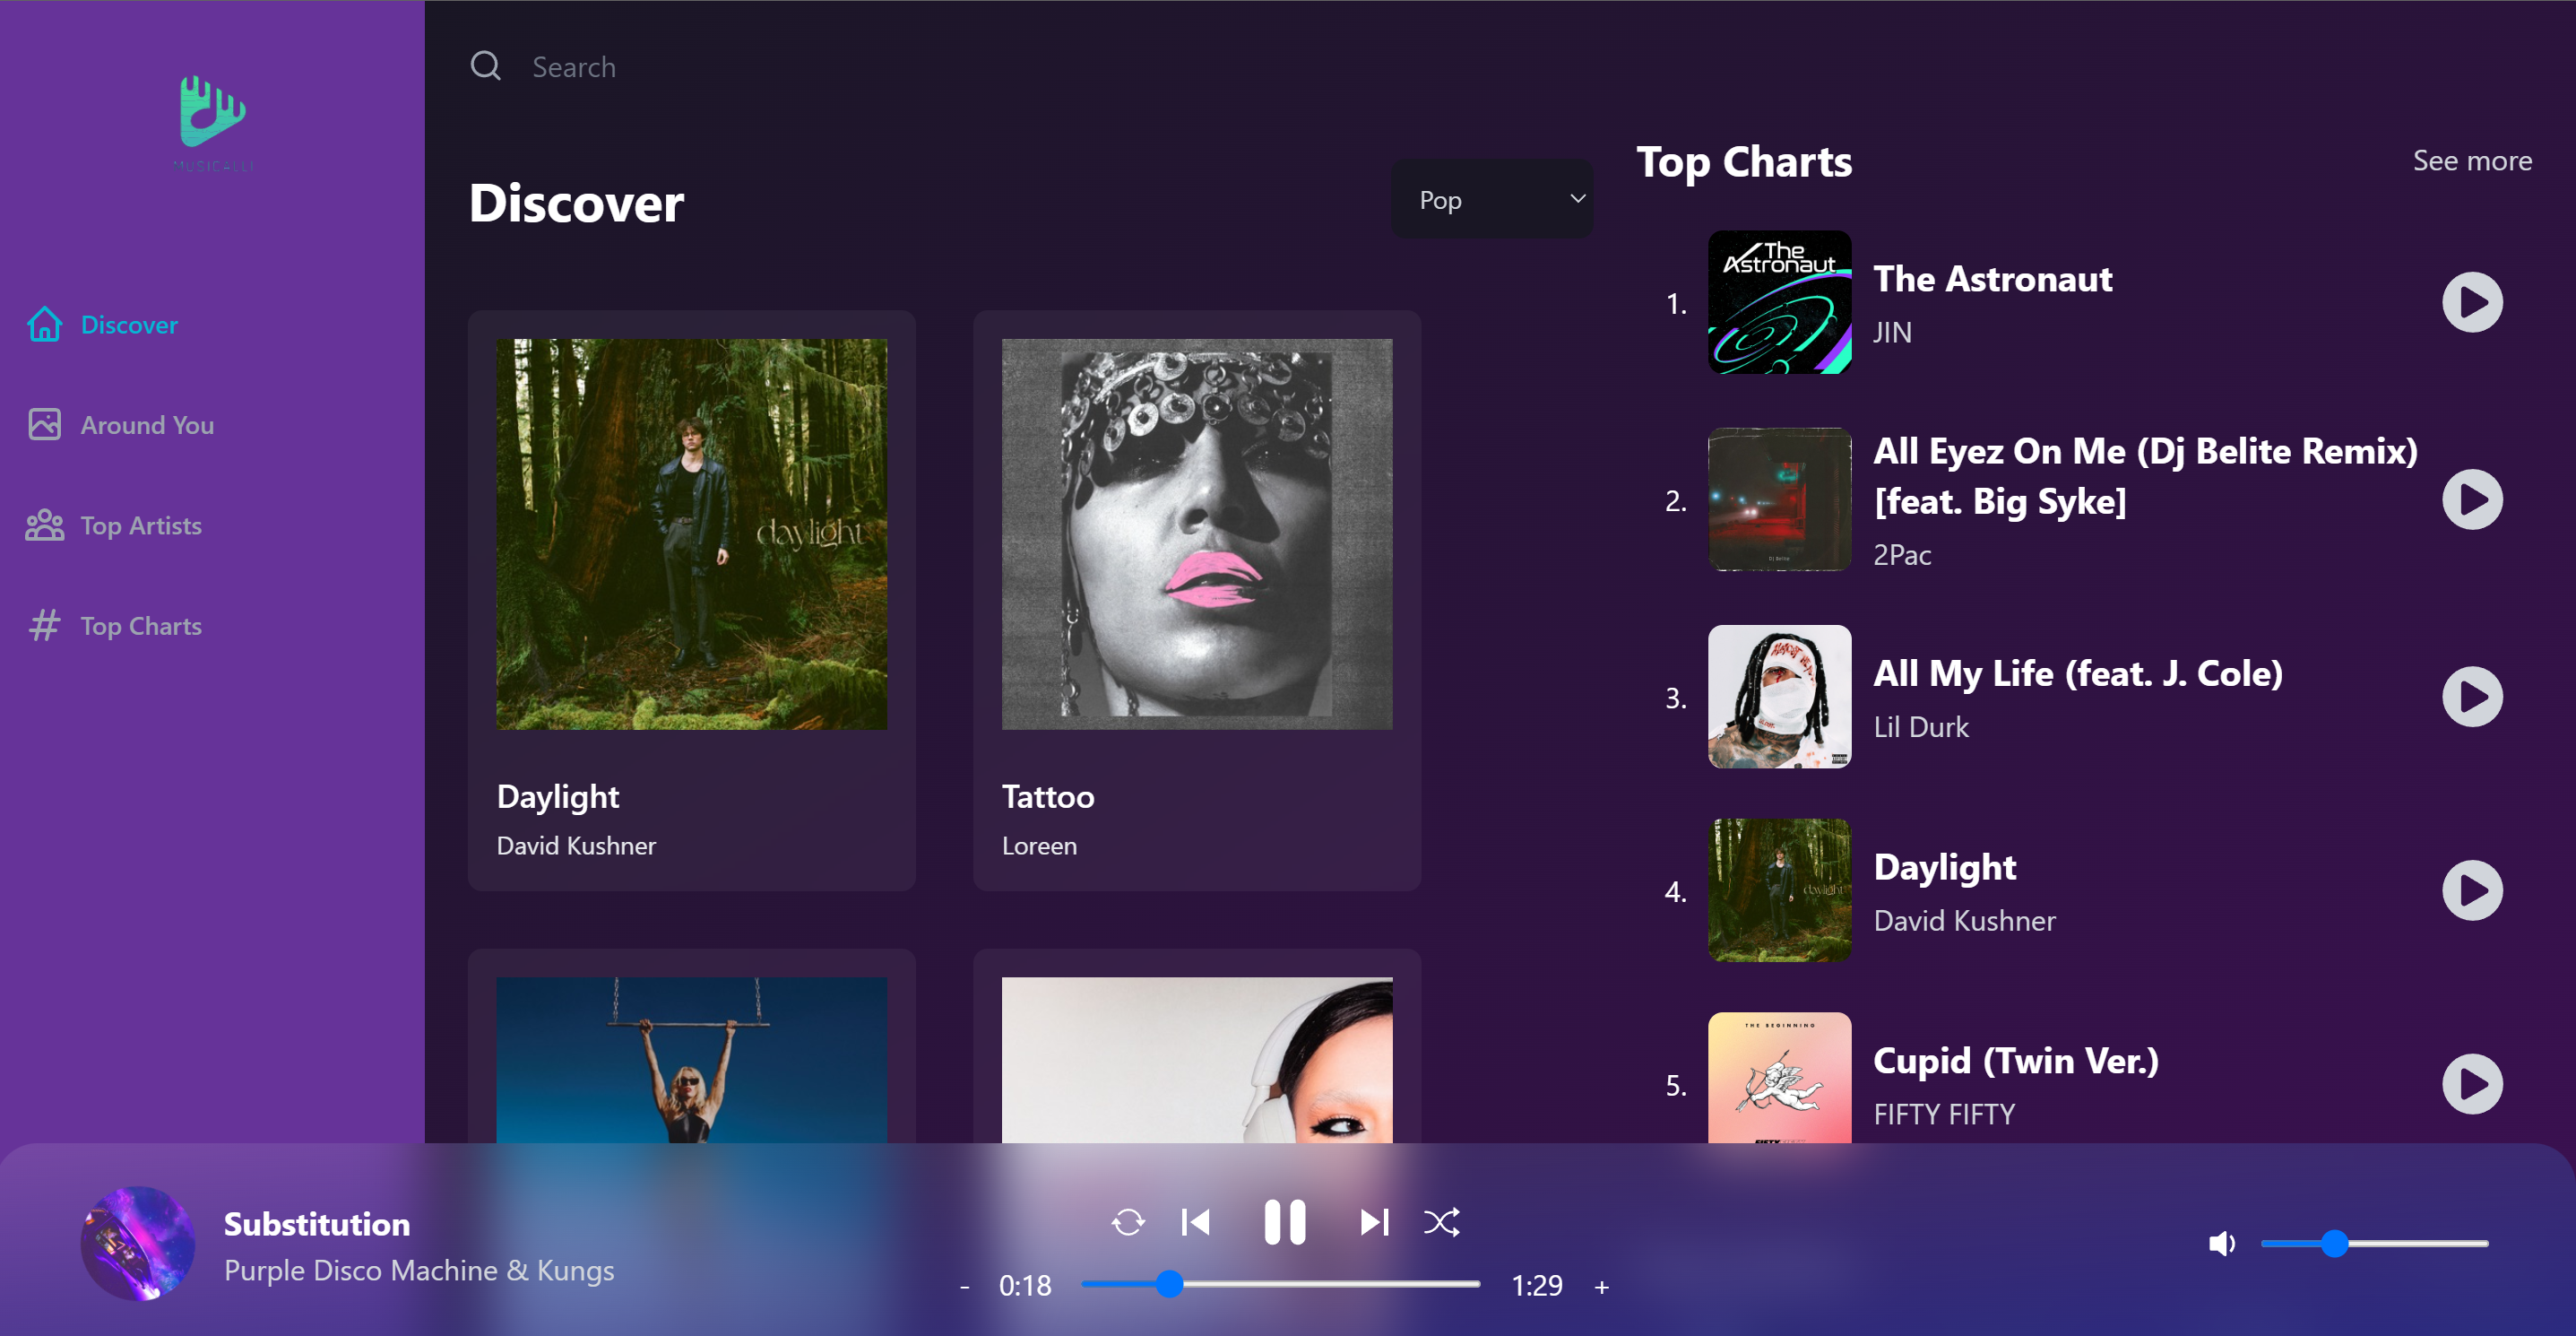 MUSICALLI
Discover
Around You
Top Artists
Top Charts
Search
Discover
Pop
daylight
Daylight
David Kushner
Tattoo
Loreen
Top Charts
See more
1.
The
Astronaut
The Astronaut
JIN
2.
Dj Belite
All Eyez On Me (Dj Belite Remix)
[feat. Big Syke]
2Pac
3.
All My Life (feat. J. Cole)
Lil Durk
4.
daylight
Daylight
David Kushner
5.
THE BEGINNING
Cupid (Twin Ver.)
FIFTY FIFTY
Substitution
Purple Disco Machine & Kungs
- 0:18 1:29 +